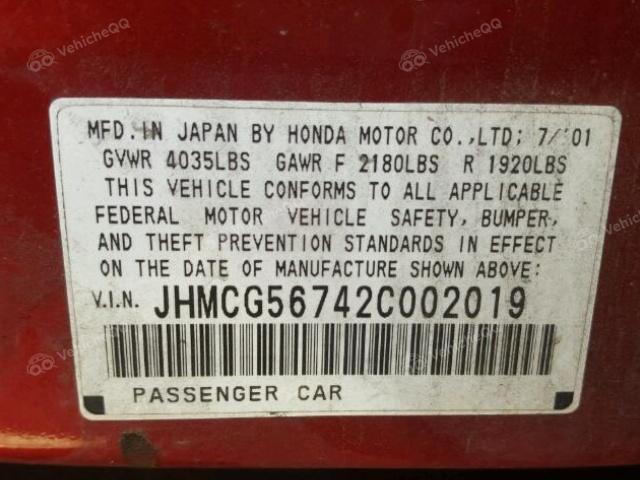 MFD. IN JAPAN BY HONDA MOTOR CO.,LTD; 7/'01
GVWR 4035LBS GAWR F 2180LBS R 1920LBS
THIS VEHICLE CONFORMS TO ALL APPLICABLE
FEDERAL MOTOR VEHICLE SAFETY, BUMPER,
AND THEFT PREVENTION STANDARDS IN EFFECT
ON THE DATE OF MANUFACTURE SHOWN ABOVE:
V.I.N. JHMCG56742C002019
PASSENGER CAR
VehicleQQ